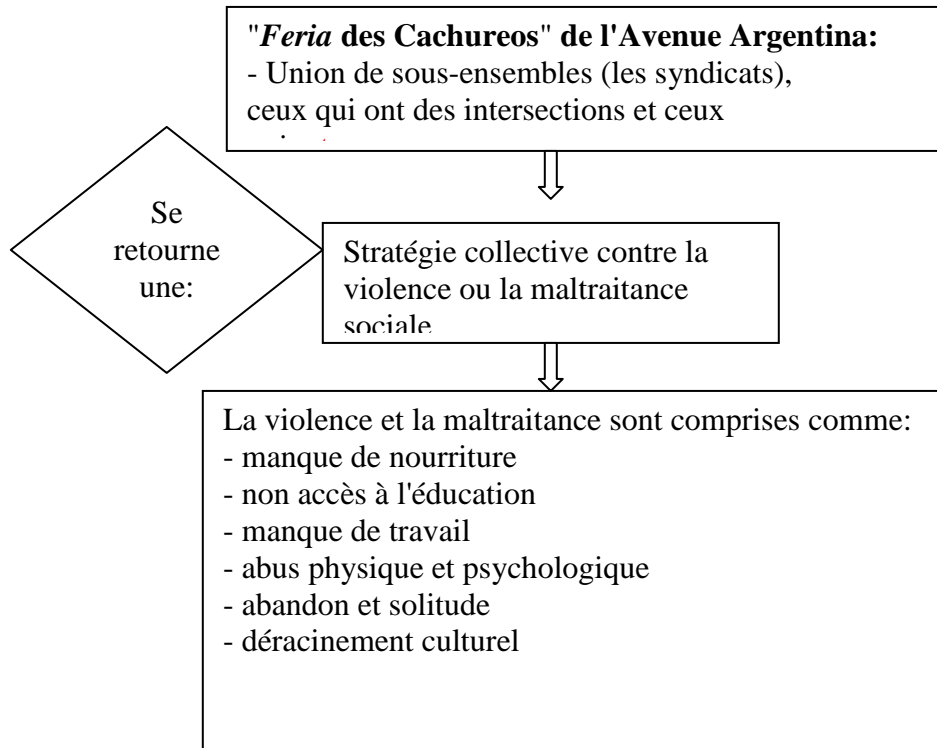 "Feria des Cachureos" de l'Avenue Argentina:
- Union de sous-ensembles (les syndicats),
ceux qui ont des intersections et ceux
Se
retourne
une:
Stratégie collective contre la
violence ou la maltraitance
sociale
La violence et la maltraitance sont comprises comme:
- manque de nourriture
- non accès à l'éducation
- manque de travail
- abus physique et psychologique
- abandon et solitude
- déracinement culturel